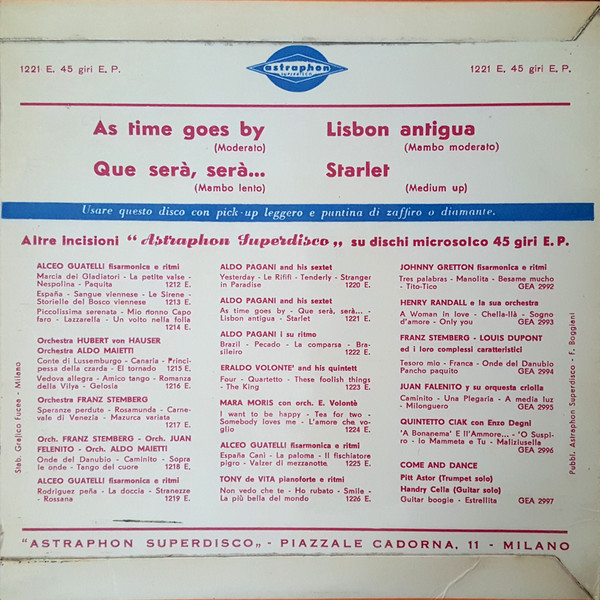 1221 E. 45 giri E. P.
astraphon
SUPERDISCO
1221 E. 45 giri E. P.
As time goes by
(Moderato)
Lisbon antigua
(Mambo moderato)
Que serà, serà...
(Mambo lento)
Starlet
(Medium up)
Usare questo disco con pick-up leggero e puntina di zaffiro o diamante.
Altre Incisioni "Astraphon Superdisco„ su dischi microsolco 45 giri E. P.
ALCEO GUATELLI fisarmonica e ritmi
Marcia dei Gladiatori - La petite valse -
Nespolina - Paquita 1212 E.
España - Sangue viennese - Le Sirene -
Storielle del Bosco viennese 1213 E.
Piccolissima serenata - Mio nonno Capo
faro - Lazzarella - Un volto nella folla
1214 E.
Orchestra HUBERT von HAUSER
Orchestra ALDO MAIETTI
Conte di Lussemburgo - Canaria - Princi-
pessa della czarda - El tornado 1215 E.
Vedova allegra - Amico tango - Romanza
della Vilye - Gelosia 1216 E.
Orchestra FRANZ STEMBERG
Speranze perdute - Rosamunda - Carne-
vale di Venezia - Mazurca variata
1217 E.
Orch. FRANZ STEMBERG - Orch. JUAN
FELENITO - Orch. ALDO MAIETTI
Onde del Danubio - Caminito - Sopra
le onde - Tango del cuore 1218 E.
ALCEO GUATELLI fisarmonica e ritmi
Rodriguez peña - La doccia - Stranezze
- Rossana 1219 E.
ALDO PAGANI and his sextet
Yesterday - Le Rififi - Tenderly - Stranger
in Paradise 1220 E.
ALDO PAGANI and his sextet
As time goes by - Que serà, serà... -
Lisbon antigua - Starlet 1221 E.
ALDO PAGANI i su ritmo
Brazil - Pecado - La comparsa - Bra-
sileiro 1222 E.
ERALDO VOLONTE' and his quintett
Four - Quartetto - These foolish things
- The King 1223 E.
MARA MORIS con orch. E. Volontè
I want to be happy - Tea for two -
Somebody loves me - L'amore che vo-
glio 1224 E.
ALCEO GUATELLI fisarmonica e ritmi
España Cani - La paloma - Il fischiatore
pigro - Valzer di mezzanotte 1225 E.
TONY de VITA pianoforte e ritmi
Non vedo che te - Ho rubato - Smile -
La più bella del mondo 1226 E.
JOHNNY GRETTON fisarmonica e ritmi
Tres palabras - Manolita - Besame mucho
- Tito-Tico GEA 2992
HENRY RANDALL e la sua orchestra
A Woman in love - Chella-llà - Sogno
d'amore - Only you GEA 2993
FRANZ STEMBERG - LOUIS DUPONT
ed i loro complessi caratteristici
Tesoro mio - Franca - Onde del Danubio
Pancho paquito GEA 2994
JUAN FALENITO y su orquesta criolla
Caminito - Una Plegaria - A media luz
- Milonguero GEA 2995
QUINTETTO CIAK con Enzo Degni
'A Bonanema' E ll'Ammore... - 'O Suspi-
ro - Io Mammeta e Tu - Maliziusella
GEA 2996
COME AND DANCE
Pitt Astor (Trumpet solo)
Handry Cella (Guitar solo)
Guitar boogie - Estrellita GEA 2997
Stab. Grafico Fucea - Milano
Pubbl. Astraphon Superdisco - F. Boggieni
"ASTRAPHON SUPERDISCO„ - PIAZZALE CADORNA, 11 - MILANO